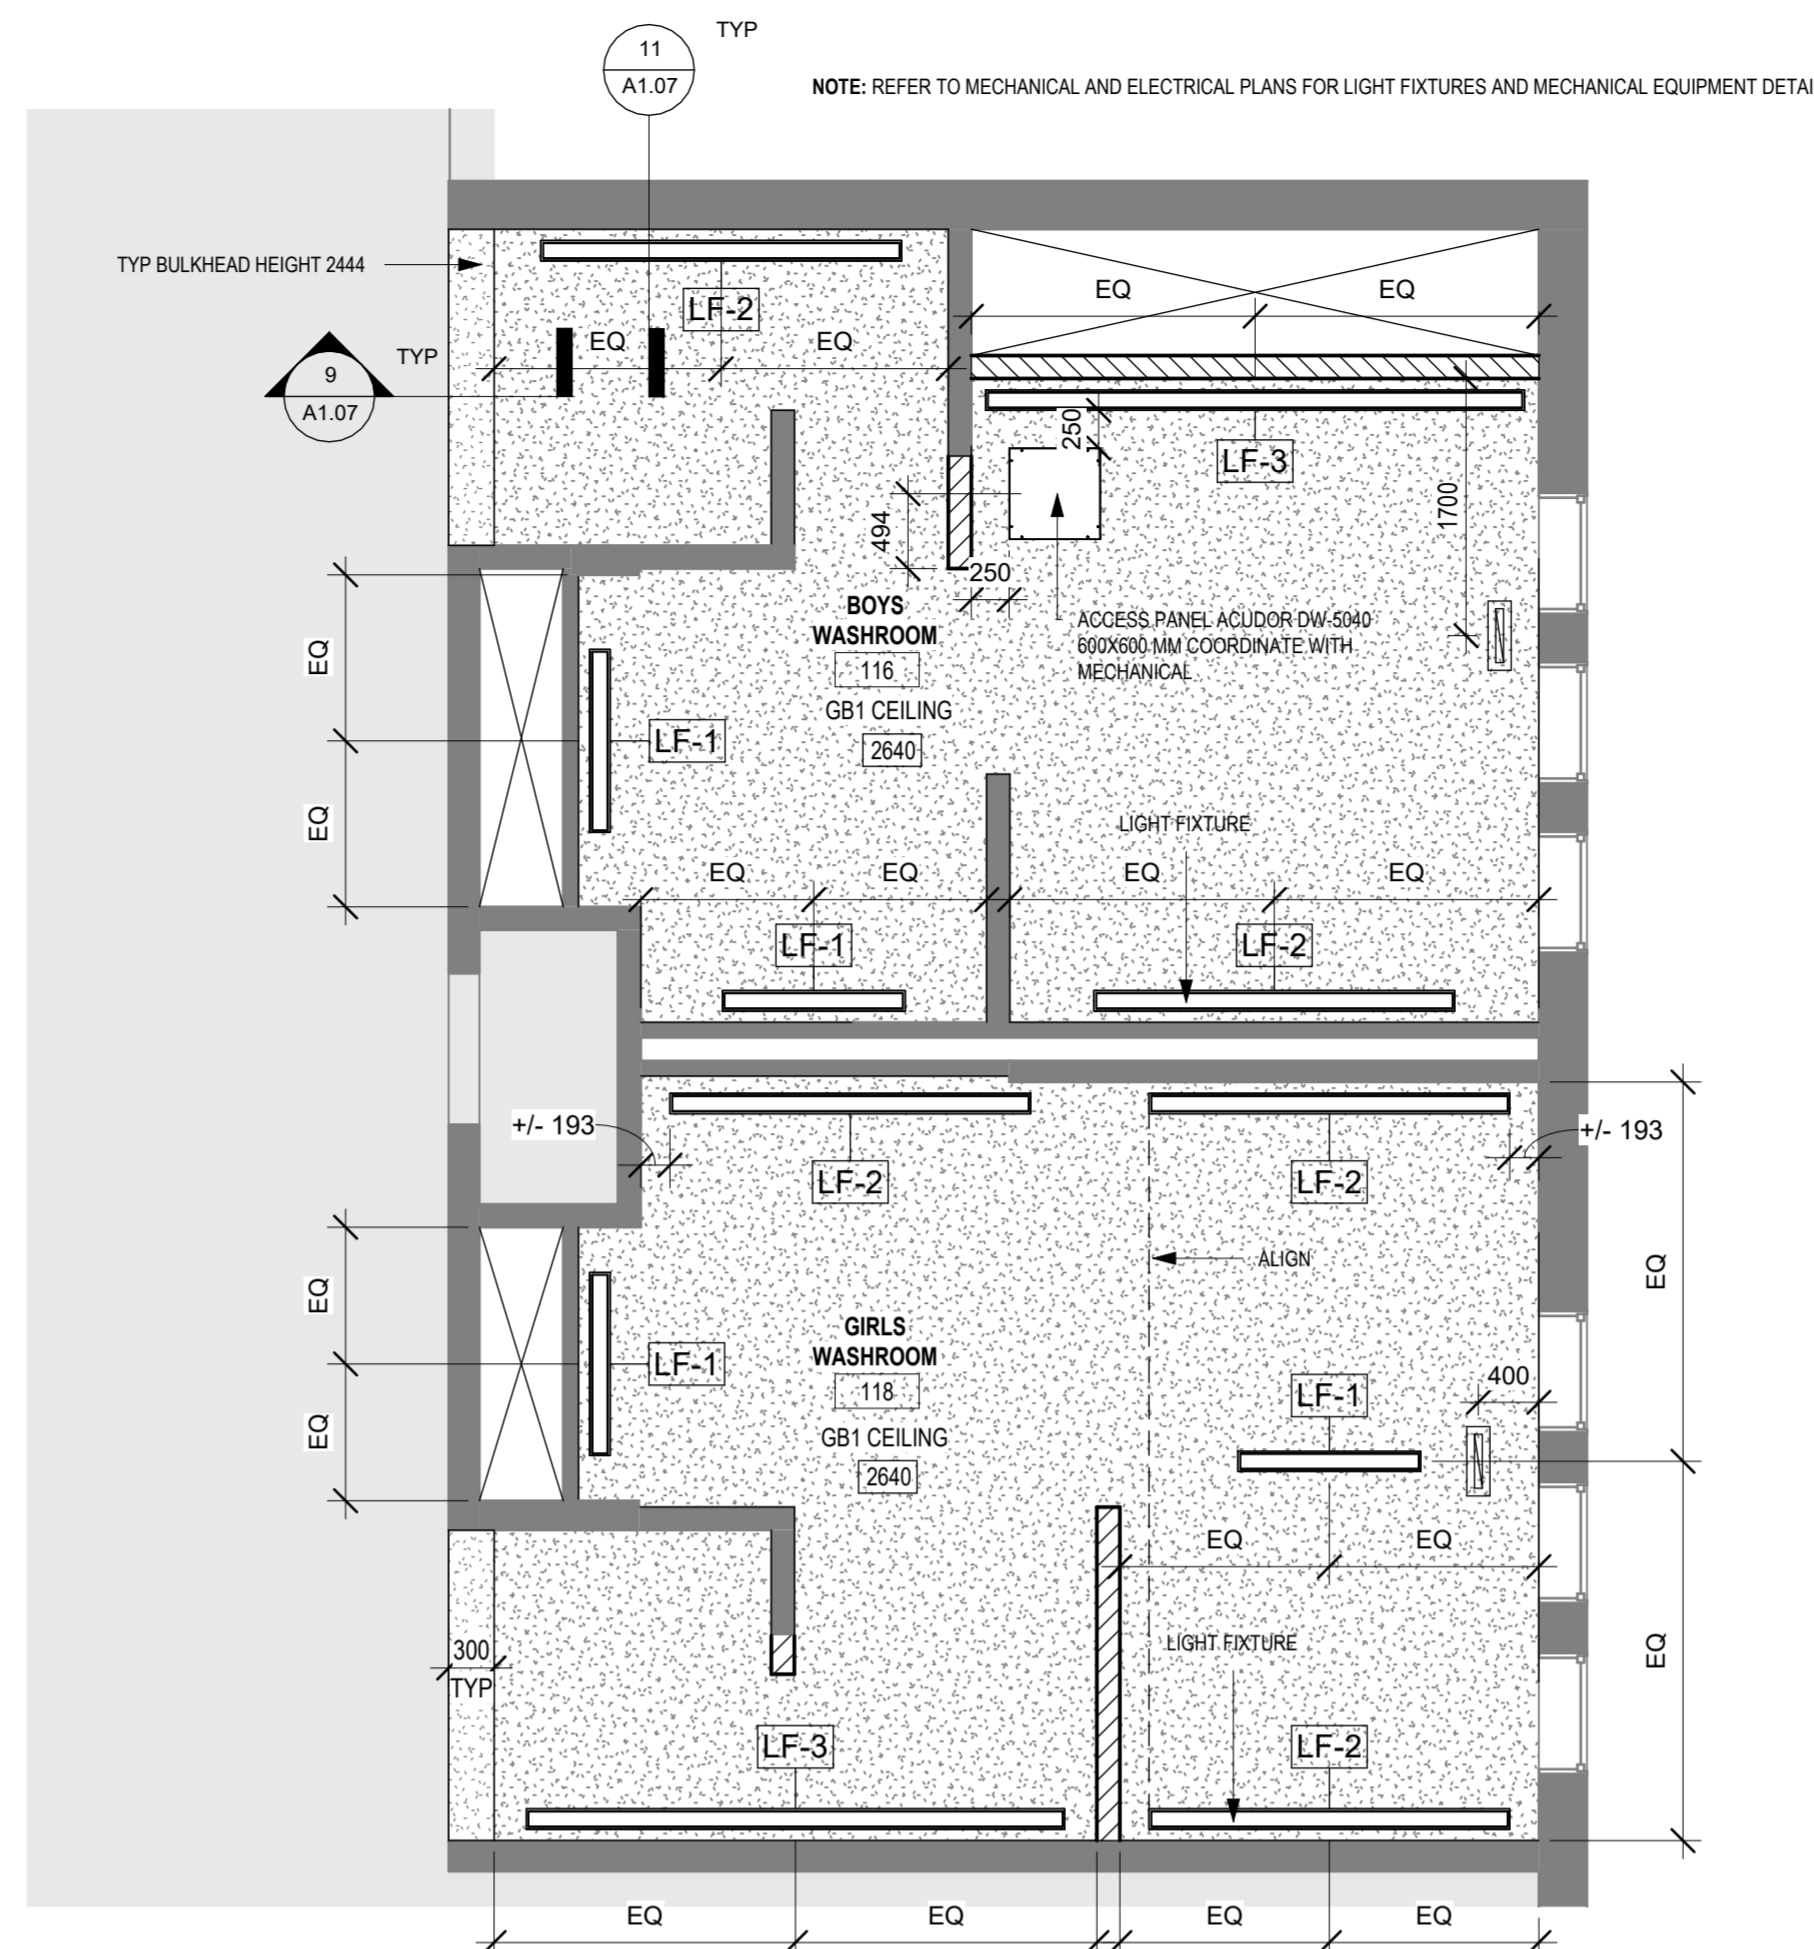 TYP
11
A1.07
NOTE: REFER TO MECHANICAL AND ELECTRICAL PLANS FOR LIGHT FIXTURES AND MECHANICAL EQUIPMENT DETAI
TYP BULKHEAD HEIGHT 2444
EQ
EQ
LF-2
EQ
EQ
TYP
9
A1.07
250
LF-3
1700
494
250
BOYS
WASHROOM
116
GB1 CEILING
2640
ACCESS PANEL ACUDOR DW-5040
600X600 MM COORDINATE WITH
MECHANICAL
EQ
LF-1
EQ
LIGHT FIXTURE
EQ
EQ
EQ
EQ
LF-1
LF-2
+/- 193
+/- 193
LF-2
LF-2
ALIGN
EQ
EQ
GIRLS
WASHROOM
118
GB1 CEILING
2640
LF-1
EQ
LF-1
400
EQ
EQ
300
TYP
LIGHT FIXTURE
EQ
LF-3
LF-2
EQ
EQ
EQ
EQ